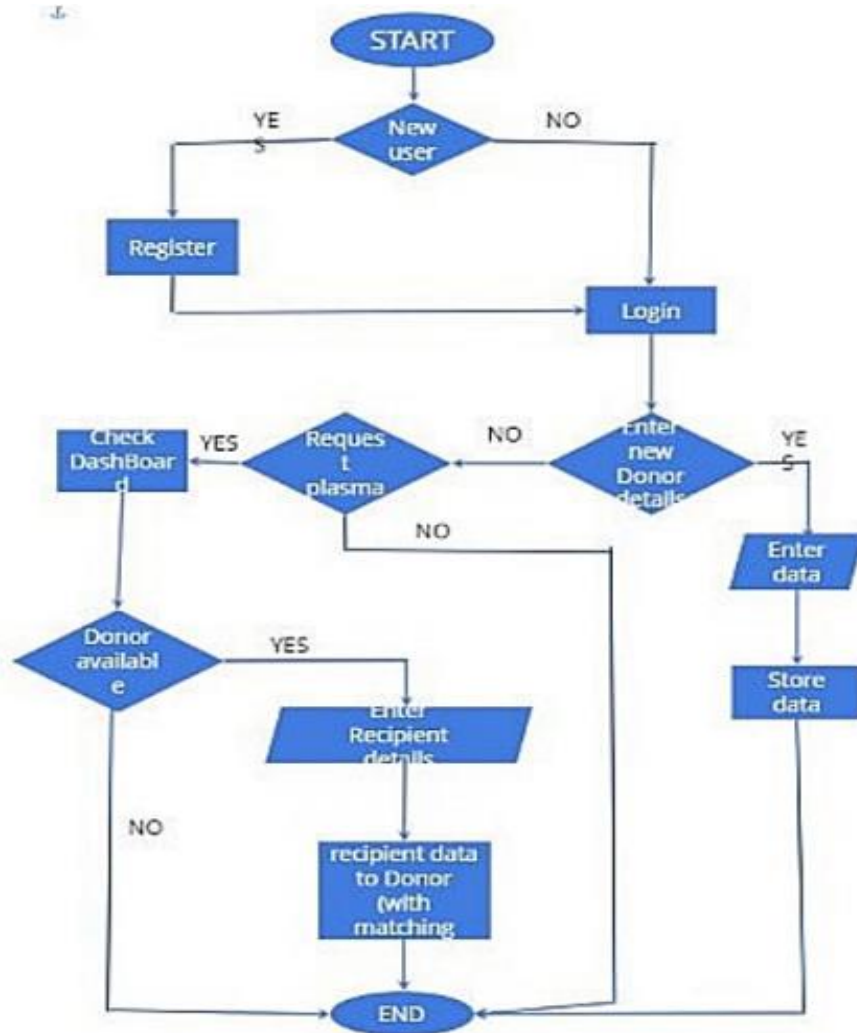 START
New
user
YE
S
NO
Register
Login
Enter
new
Donor
details
YE
S
NO
Reques
t
plasma
YES
NO
Check
DashBoar
d
Enter
data
Store
data
Donor
availabl
e
YES
NO
Enter
Recipient
details
recipient data
to Donor
(with
matching
END